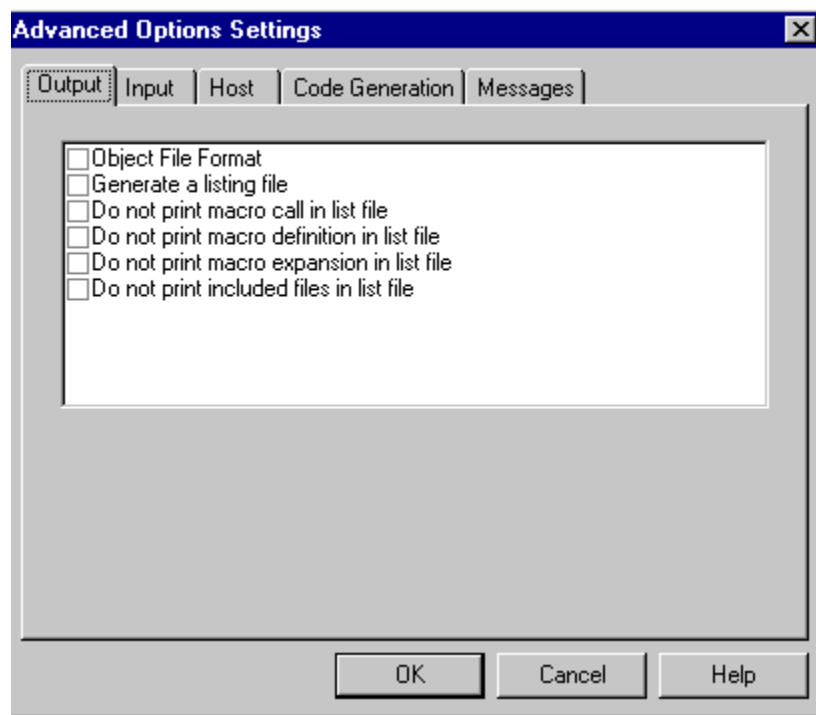 Advanced Options Settings
Output Input Host Code Generation Messages
Object File Format
Generate a listing file
Do not print macro call in list file
Do not print macro definition in list file
Do not print macro expansion in list file
Do not print included files in list file
OK Cancel Help